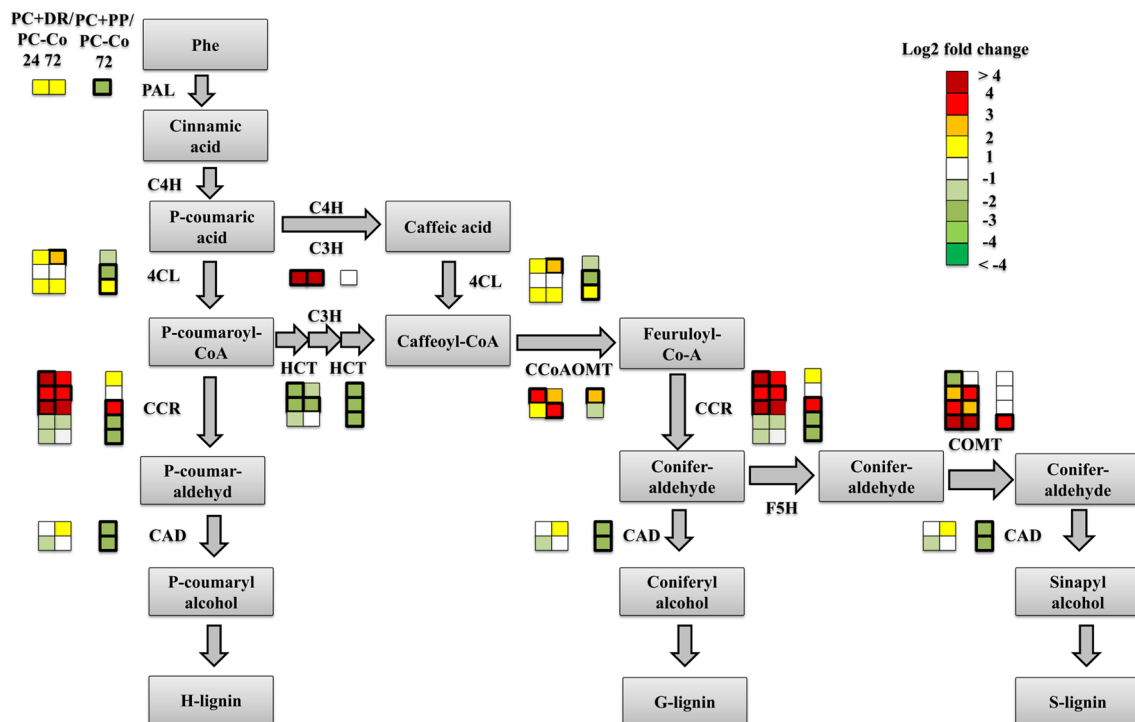 PC+DR/ PC+PP/
PC-Co PC-Co
24 72 72
Phe
Log2 fold change
> 4
4
3
2
1
-1
-2
-3
-4
< -4
PAL
Cinnamic
acid
C4H
P-coumaric
acid
C4H
C3H
Caffeic acid
4CL
4CL
P-coumaroyl-
CoA
C3H
HCT HCT
Caffeoyl-CoA
CCoAOMT
Feuruloyl-
Co-A
CCR
CCR
COMT
P-coumar-
aldehyd
Conifer-
aldehyde
F5H
Conifer-
aldehyde
Conifer-
aldehyde
CAD
CAD
CAD
P-coumaryl
alcohol
Coniferyl
alcohol
Sinapyl
alcohol
H-lignin
G-lignin
S-lignin